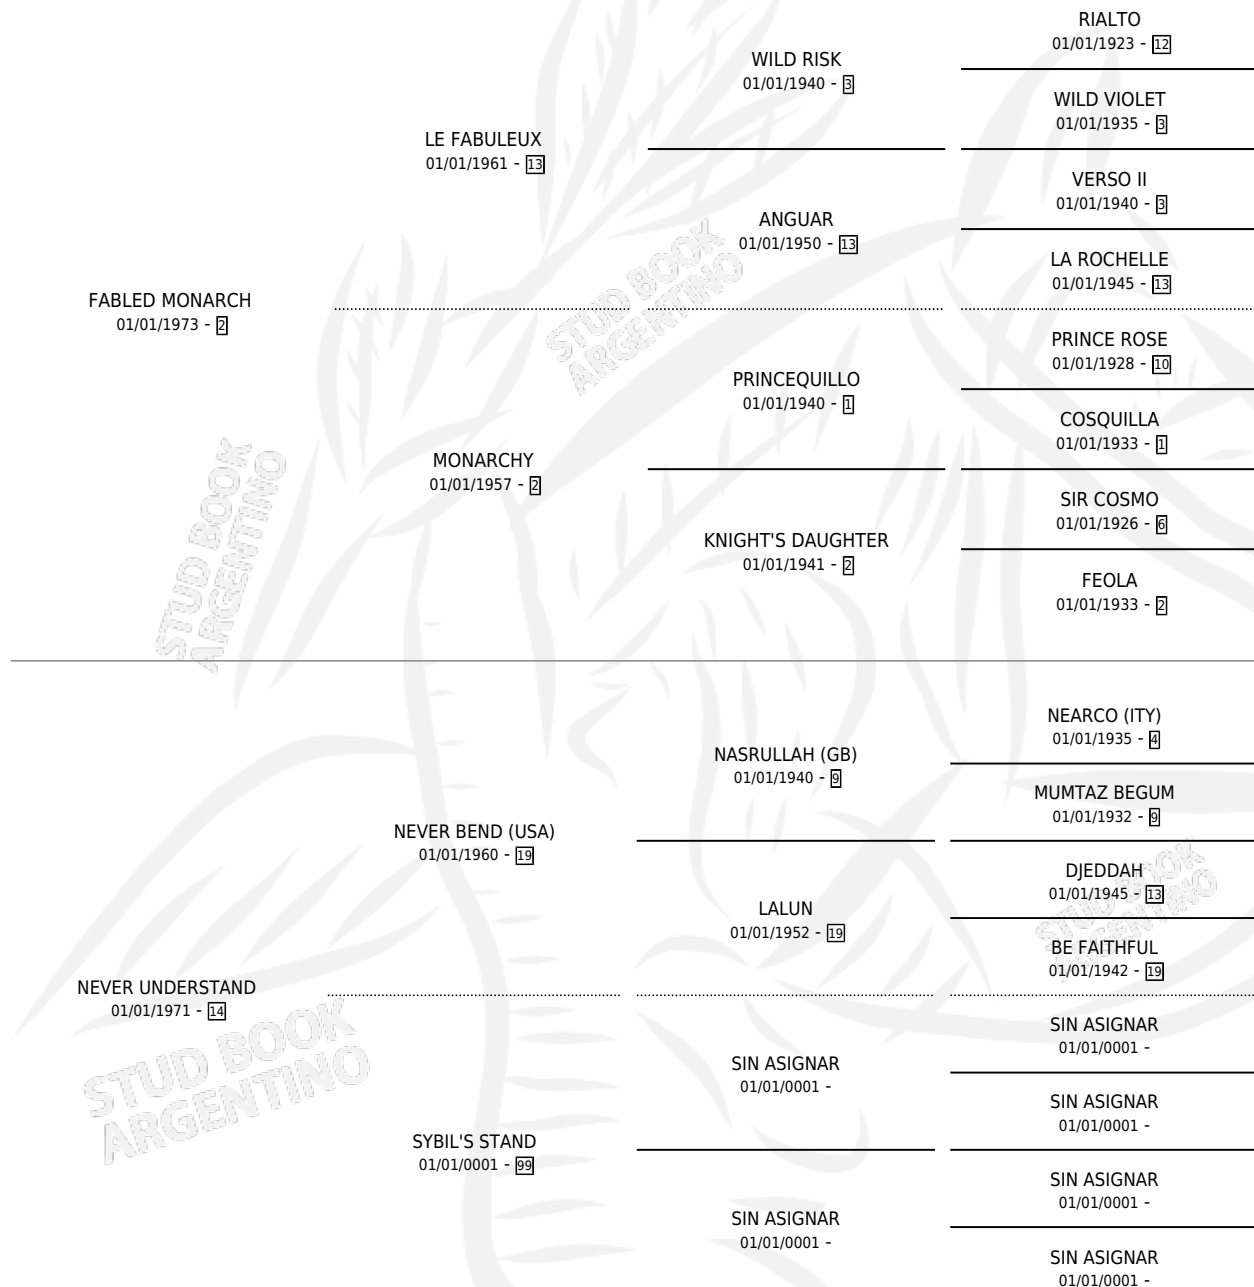 FABLED MONARCH
01/01/1973 - 2
LE FABULEUX
01/01/1961 - 13
MONARCHY
01/01/1957 - 2
WILD RISK
01/01/1940 - 3
ANGUAR
01/01/1950 - 13
PRINCEQUILLO
01/01/1940 - 1
KNIGHT'S DAUGHTER
01/01/1941 - 2
RIALTO
01/01/1923 - 12
WILD VIOLET
01/01/1935 - 3
VERSO II
01/01/1940 - 3
LA ROCHELLE
01/01/1945 - 13
PRINCE ROSE
01/01/1928 - 10
COSQUILLA
01/01/1933 - 1
SIR COSMO
01/01/1926 - 6
FEOLA
01/01/1933 - 2
NEVER UNDERSTAND
01/01/1971 - 14
NEVER BEND (USA)
01/01/1960 - 19
SYBIL'S STAND
01/01/0001 - 99
NASRULLAH (GB)
01/01/1940 - 9
LALUN
01/01/1952 - 19
SIN ASIGNAR
01/01/0001 -
SIN ASIGNAR
01/01/0001 -
NEARCO (ITY)
01/01/1935 - 4
MUMTAZ BEGUM
01/01/1932 - 9
DJEDDAH
01/01/1945 - 13
BE FAITHFUL
01/01/1942 - 19
SIN ASIGNAR
01/01/0001 -
SIN ASIGNAR
01/01/0001 -
SIN ASIGNAR
01/01/0001 -
SIN ASIGNAR
01/01/0001 -
STUD BOOK
ARGENTINO
STUD BOOK
ARGENTINO
STUD BOOK
ARGENTINO
STUD BOOK
ARGENTINO